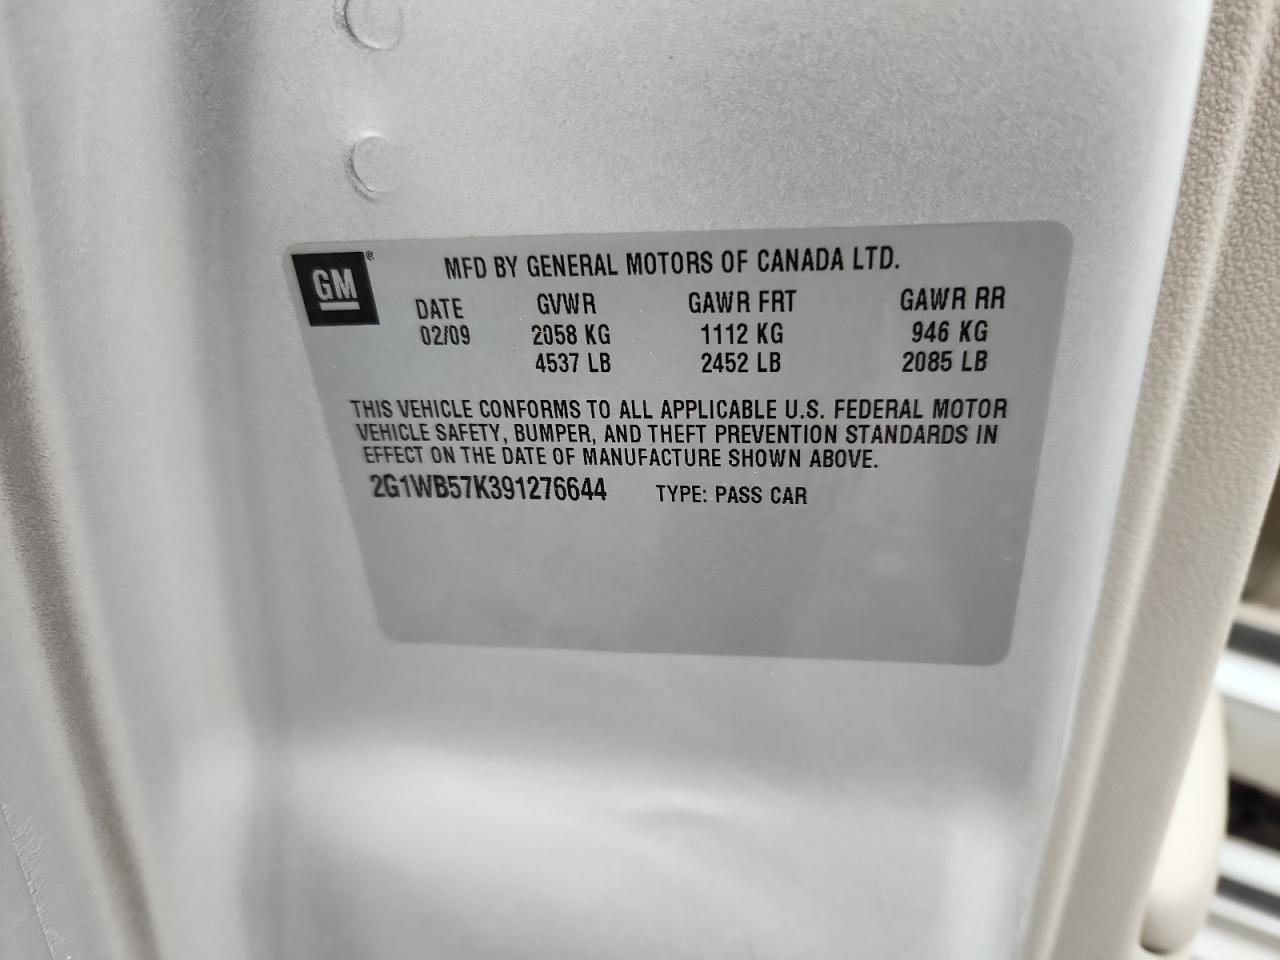 GM®
MFD BY GENERAL MOTORS OF CANADA LTD.
DATE GVWR GAWR FRT GAWR RR
02/09 2058 KG 1112 KG 946 KG
4537 LB 2452 LB 2085 LB
THIS VEHICLE CONFORMS TO ALL APPLICABLE U.S. FEDERAL MOTOR
VEHICLE SAFETY, BUMPER, AND THEFT PREVENTION STANDARDS IN
EFFECT ON THE DATE OF MANUFACTURE SHOWN ABOVE.
2G1WB57K391276644 TYPE: PASS CAR